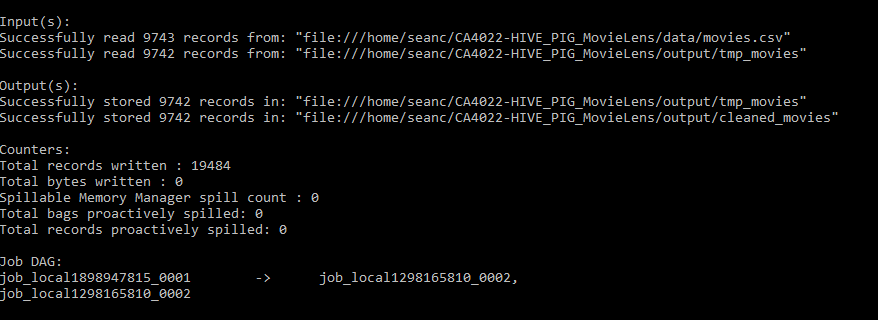 Input(s):
Successfully read 9743 records from: "file:///home/seanc/CA4022-HIVE_PIG_MovieLens/data/movies.csv"
Successfully read 9742 records from: "file:///home/seanc/CA4022-HIVE_PIG_MovieLens/output/tmp_movies"
Output(s):
Successfully stored 9742 records in: "file:///home/seanc/CA4022-HIVE_PIG_MovieLens/output/tmp_movies"
Successfully stored 9742 records in: "file:///home/seanc/CA4022-HIVE_PIG_MovieLens/output/cleaned_movies"
Counters:
Total records written : 19484
Total bytes written : 0
Spillable Memory Manager spill count : 0
Total bags proactively spilled: 0
Total records proactively spilled: 0
Job DAG:
job_local1898947815_0001 -> job_local1298165810_0002,
job_local1298165810_0002